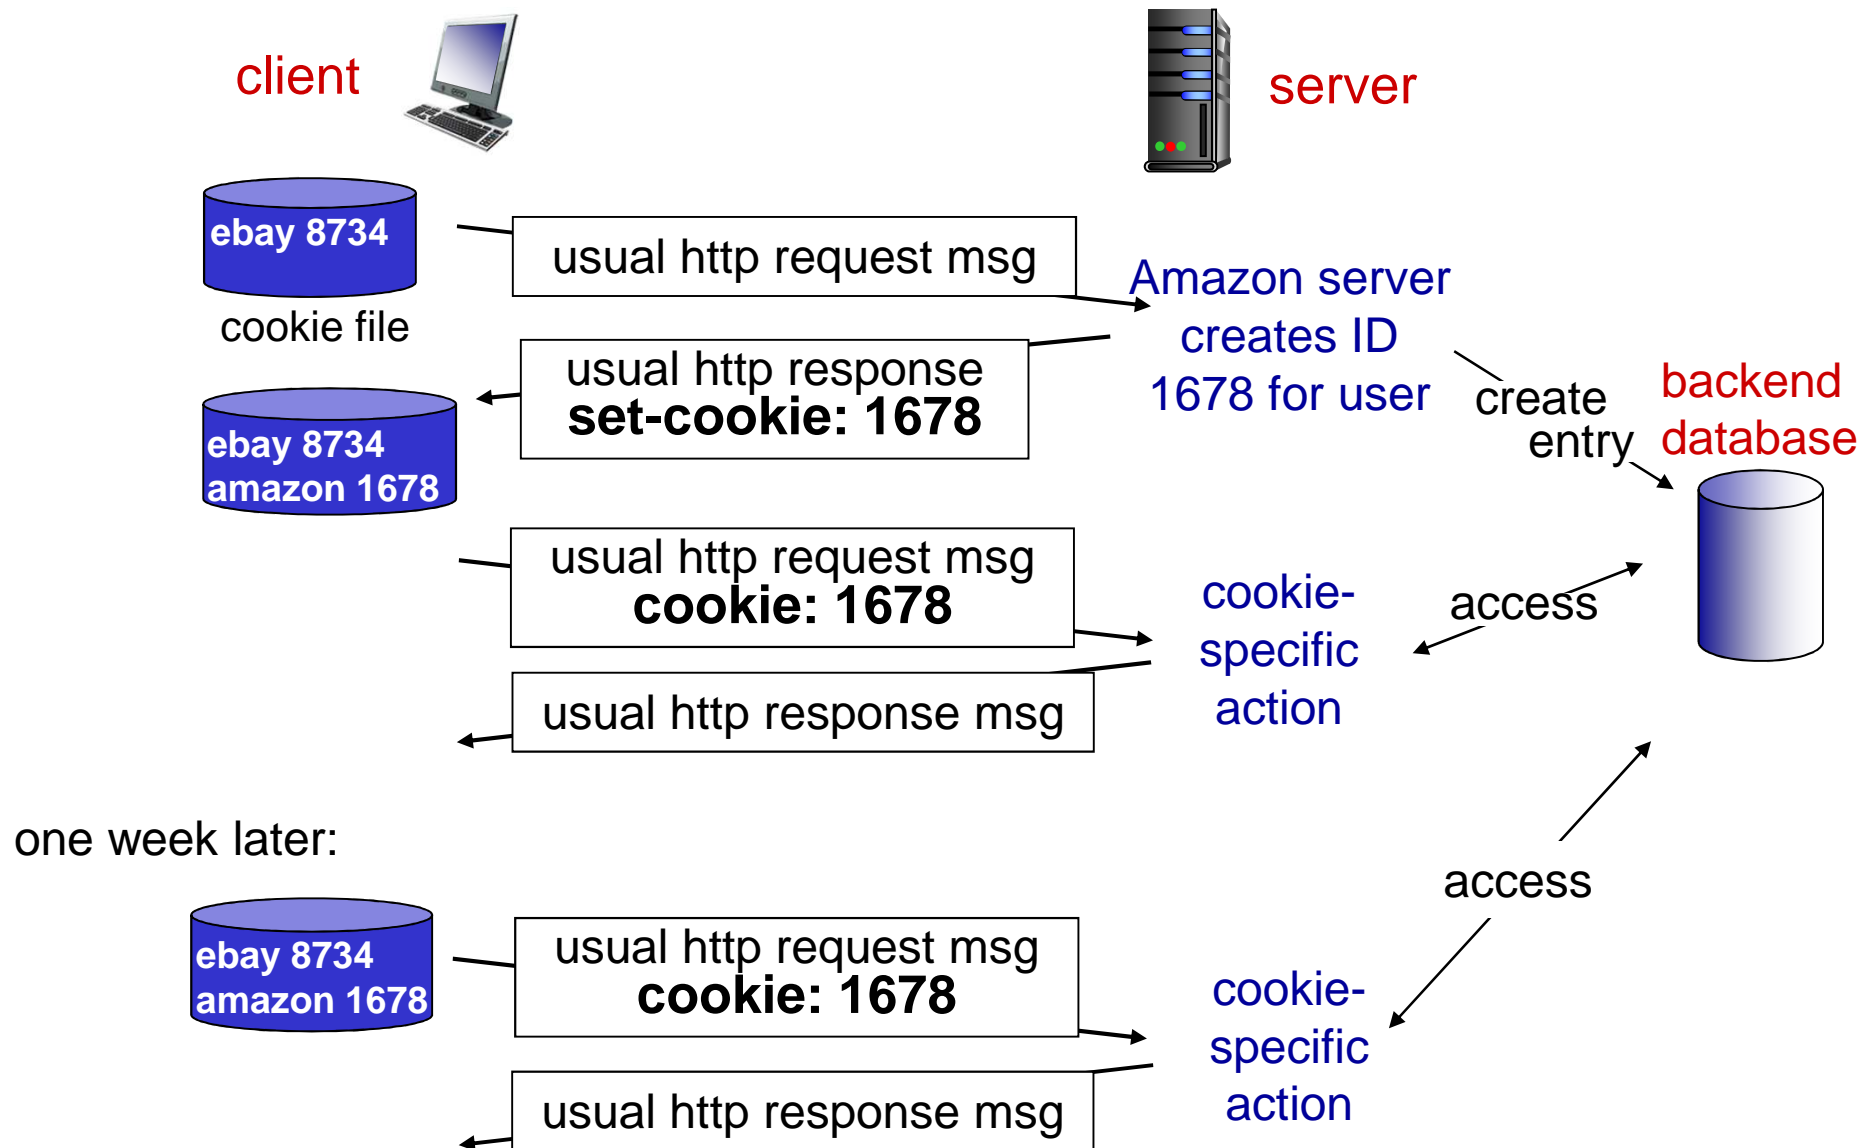 client
server
ebay 8734
cookie file
usual http request msg
Amazon server
creates ID
1678 for user
usual http response
set-cookie: 1678
create
entry
backend
database
ebay 8734
amazon 1678
usual http request msg
cookie: 1678
cookie-
specific
action
access
usual http response msg
one week later:
access
ebay 8734
amazon 1678
usual http request msg
cookie: 1678
cookie-
specific
action
usual http response msg